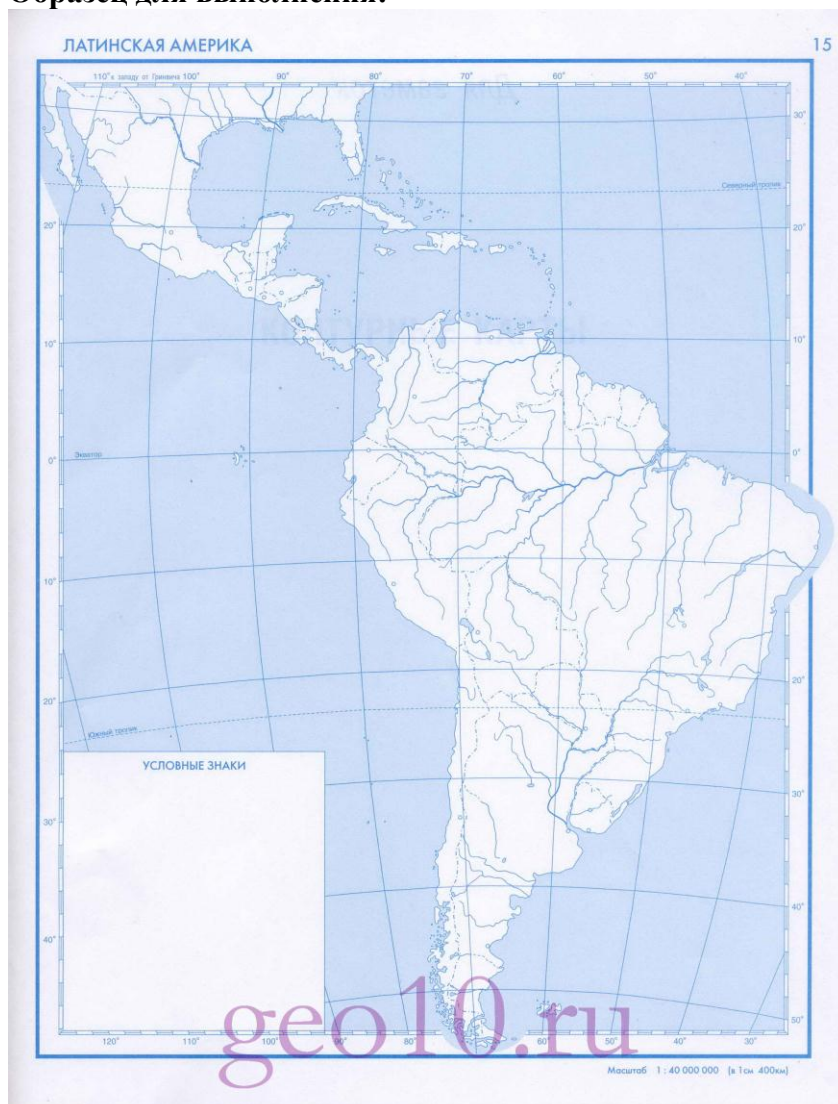 Образец для выполнения:
ЛАТИНСКАЯ АМЕРИКА 15
110° к западу от Гринвича 100° 90° 80° 70° 60° 50° 40°
30° 30°
Северный тропик
20° 20°
10° 10°
Экватор
0° 0°
10° 10°
20° 20°
Южный тропик
УСЛОВНЫЕ ЗНАКИ
30° 30°
40° 40°
50°
120° 110° 100° 90° 80° 70° 60° 50° 40° 30°
geo10.ru
Масштаб 1 : 40 000 000 (в 1см 400км)